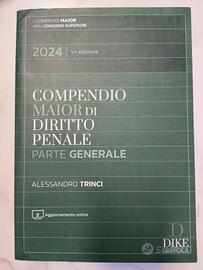 I COMPENDI MAIOR
PER I CONCORSI SUPERIORI
2024 | VII edizione
COMPENDIO
MAIOR DI
DIRITTO
PENALE
PARTE GENERALE
ALESSANDRO TRINCI
Aggiornamento online
D
DIKE
GIURIDICA